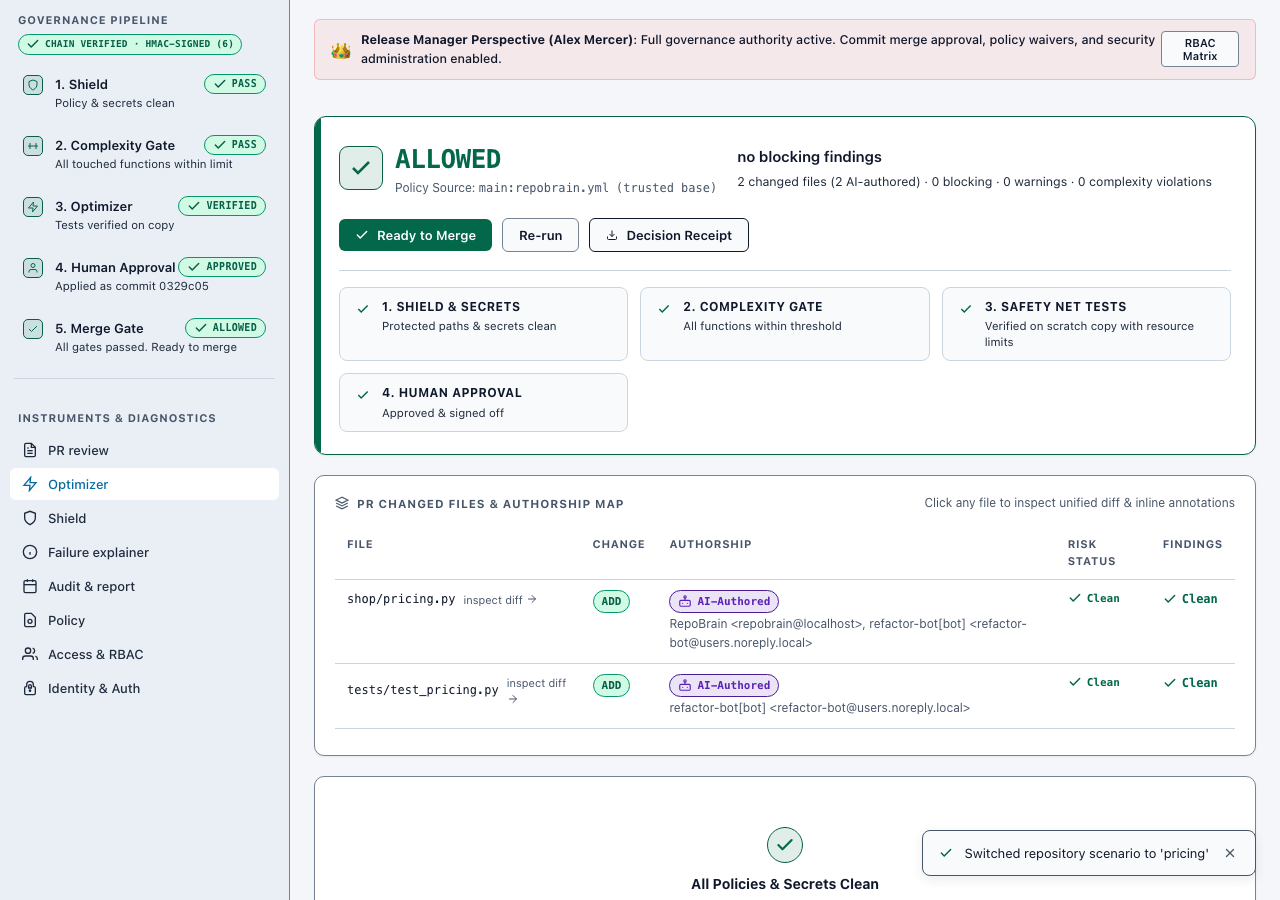 GOVERNANCE PIPELINE
CHAIN VERIFIED · HMAC-SIGNED (6)
1. Shield
PASS
Policy & secrets clean
2. Complexity Gate
PASS
All touched functions within limit
3. Optimizer
VERIFIED
Tests verified on copy
4. Human Approval
APPROVED
Applied as commit 0329c05
5. Merge Gate
ALLOWED
All gates passed. Ready to merge
INSTRUMENTS & DIAGNOSTICS
PR review
Optimizer
Shield
Failure explainer
Audit & report
Policy
Access & RBAC
Identity & Auth
Release Manager Perspective (Alex Mercer): Full governance authority active. Commit merge approval, policy waivers, and security
administration enabled.
RBAC
Matrix
ALLOWED
Policy Source: main:repobrain.yml (trusted base)
no blocking findings
2 changed files (2 AI-authored) · 0 blocking · 0 warnings · 0 complexity violations
Ready to Merge
Re-run
Decision Receipt
1. SHIELD & SECRETS
Protected paths & secrets clean
2. COMPLEXITY GATE
All functions within threshold
3. SAFETY NET TESTS
Verified on scratch copy with resource
limits
4. HUMAN APPROVAL
Approved & signed off
PR CHANGED FILES & AUTHORSHIP MAP
Click any file to inspect unified diff & inline annotations
FILE
CHANGE
AUTHORSHIP
RISK
STATUS
FINDINGS
shop/pricing.py inspect diff →
ADD
AI-Authored
RepoBrain <repobrain@localhost>, refactor-bot[bot] <refactor-
bot@users.noreply.local>
Clean
Clean
tests/test_pricing.py inspect diff
→
ADD
AI-Authored
refactor-bot[bot] <refactor-bot@users.noreply.local>
Clean
Clean
All Policies & Secrets Clean
Switched repository scenario to 'pricing'